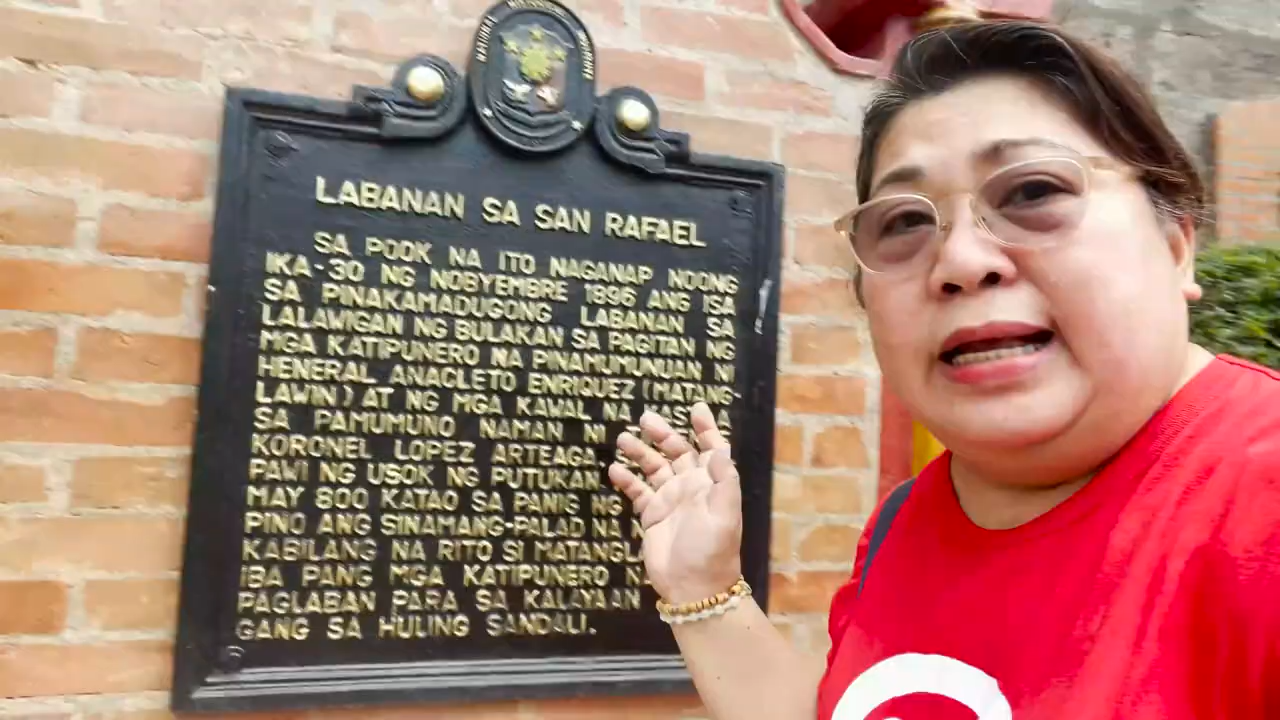 LABANAN SA SAN RAFAEL
SA POOK NA ITO NAGANAP NOONG
IKA-30 NG NOBYEMBRE 1896 ANG ISA
SA PINAKAMADUGONG LABANAN SA
LALAWIGAN NG BULAKAN SA PAGITAN NG
MGA KATIPUNERO NA PINAMUMUNUAN NI
HENERAL ANACLETO ENRIQUEZ (MATANG-
LAWIN) AT NG MGA KAWAL NA
SA PAMUMUNO NAMAN NI
KORONEL LOPEZ ARTEAGA.
PAWI NG USOK NG PUTUKAN.
MAY 800 KATAO SA PANIG NG
PINO ANG SINAMANG-PALAD NA
KABILANG NA RITO SI MATANGLA
IBA PANG MGA KATIPUNERO
PAGLABAN PARA SA KALAYAAN
GANG SA HULING SANDALI.